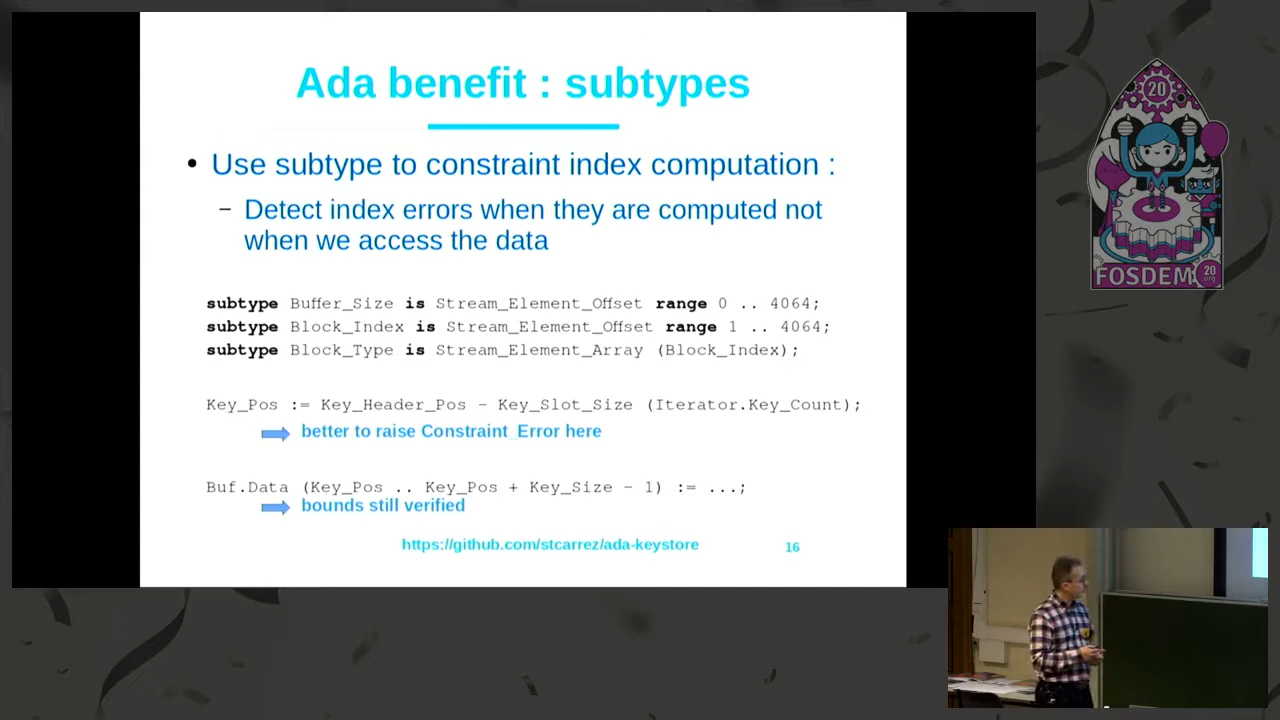 Ada benefit : subtypes
● Use subtype to constraint index computation :
– Detect index errors when they are computed not
when we access the data
subtype Buffer_Size is Stream_Element_Offset range 0 .. 4064;
subtype Block_Index is Stream_Element_Offset range 1 .. 4064;
subtype Block_Type is Stream_Element_Array (Block_Index);
Key_Pos := Key_Header_Pos – Key_Slot_Size (Iterator.Key_Count);
better to raise Constraint_Error here
Buf.Data (Key_Pos .. Key_Pos + Key_Size – 1) := ...;
bounds still verified
https://github.com/stcarrez/ada-keystore
16
20
FOSDEM
20
.org